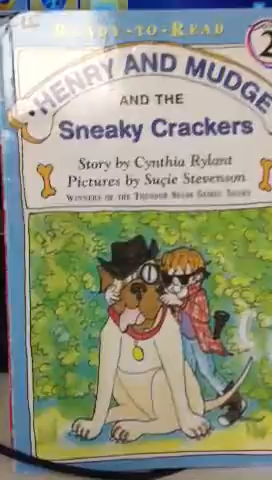 READY-TO-READ
2
HENRY AND MUDGE
AND THE
Sneaky Crackers
Story by Cynthia Rylant
Pictures by Suçie Stevenson
WINNERS OF THE THEODOR SEUSS GEISEL AWARD